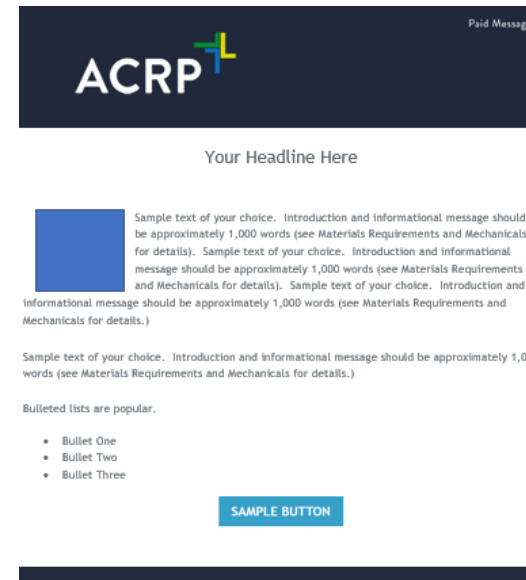 Paid Messag
ACRP
Your Headline Here
Sample text of your choice. Introduction and informational message should
be approximately 1,000 words (see Materials Requirements and Mechanicals
for details). Sample text of your choice. Introduction and informational
message should be approximately 1,000 words (see Materials Requirements
and Mechanicals for details). Sample text of your choice. Introduction and
informational message should be approximately 1,000 words (see Materials Requirements and
Mechanicals for details.)
Sample text of your choice. Introduction and informational message should be approximately 1,0
words (see Materials Requirements and Mechanicals for details.)
Bulleted lists are popular.
• Bullet One
• Bullet Two
• Bullet Three
SAMPLE BUTTON